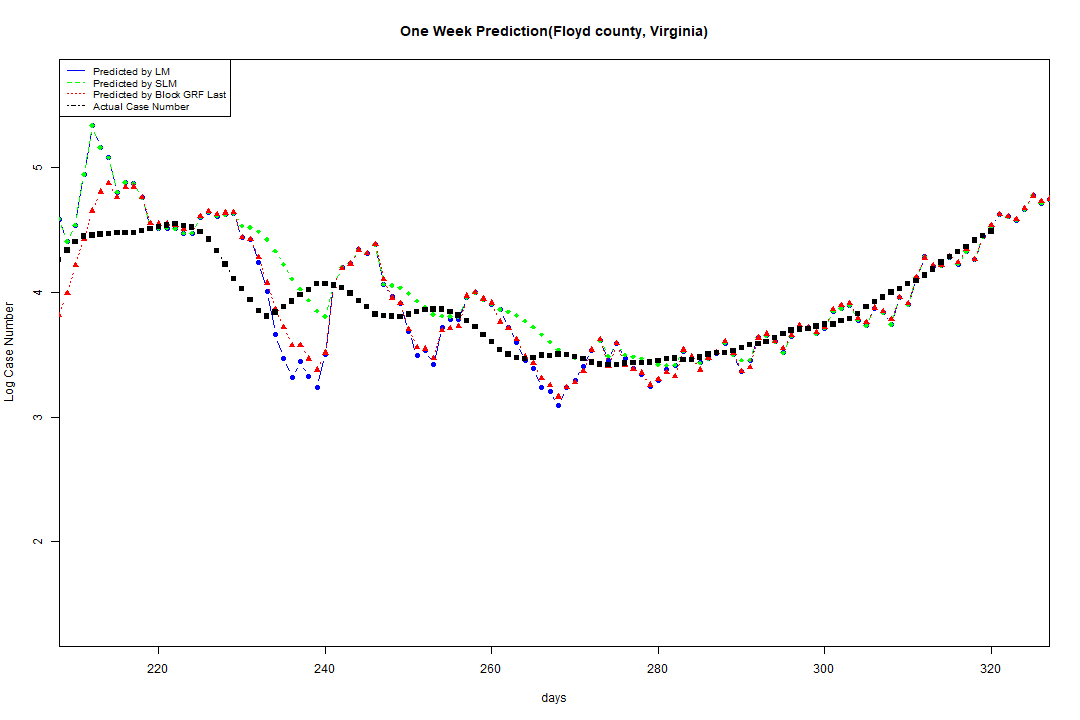 One Week Prediction(Floyd county, Virginia)
Predicted by LM
Predicted by SLM
Predicted by Block GRF Last
Actual Case Number
5
4
3
2
Log Case Number
220 240 260 280 300 320
days